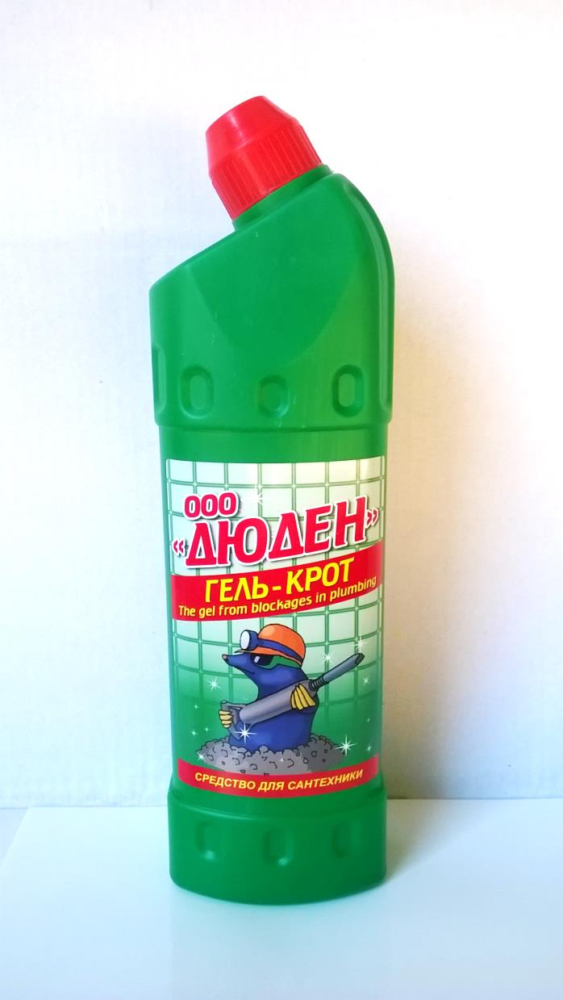 ООО
«ДЮДЕН»
ГЕЛЬ-КРОТ
The gel from blockages in plumbing
СРЕДСТВО ДЛЯ САНТЕХНИКИ